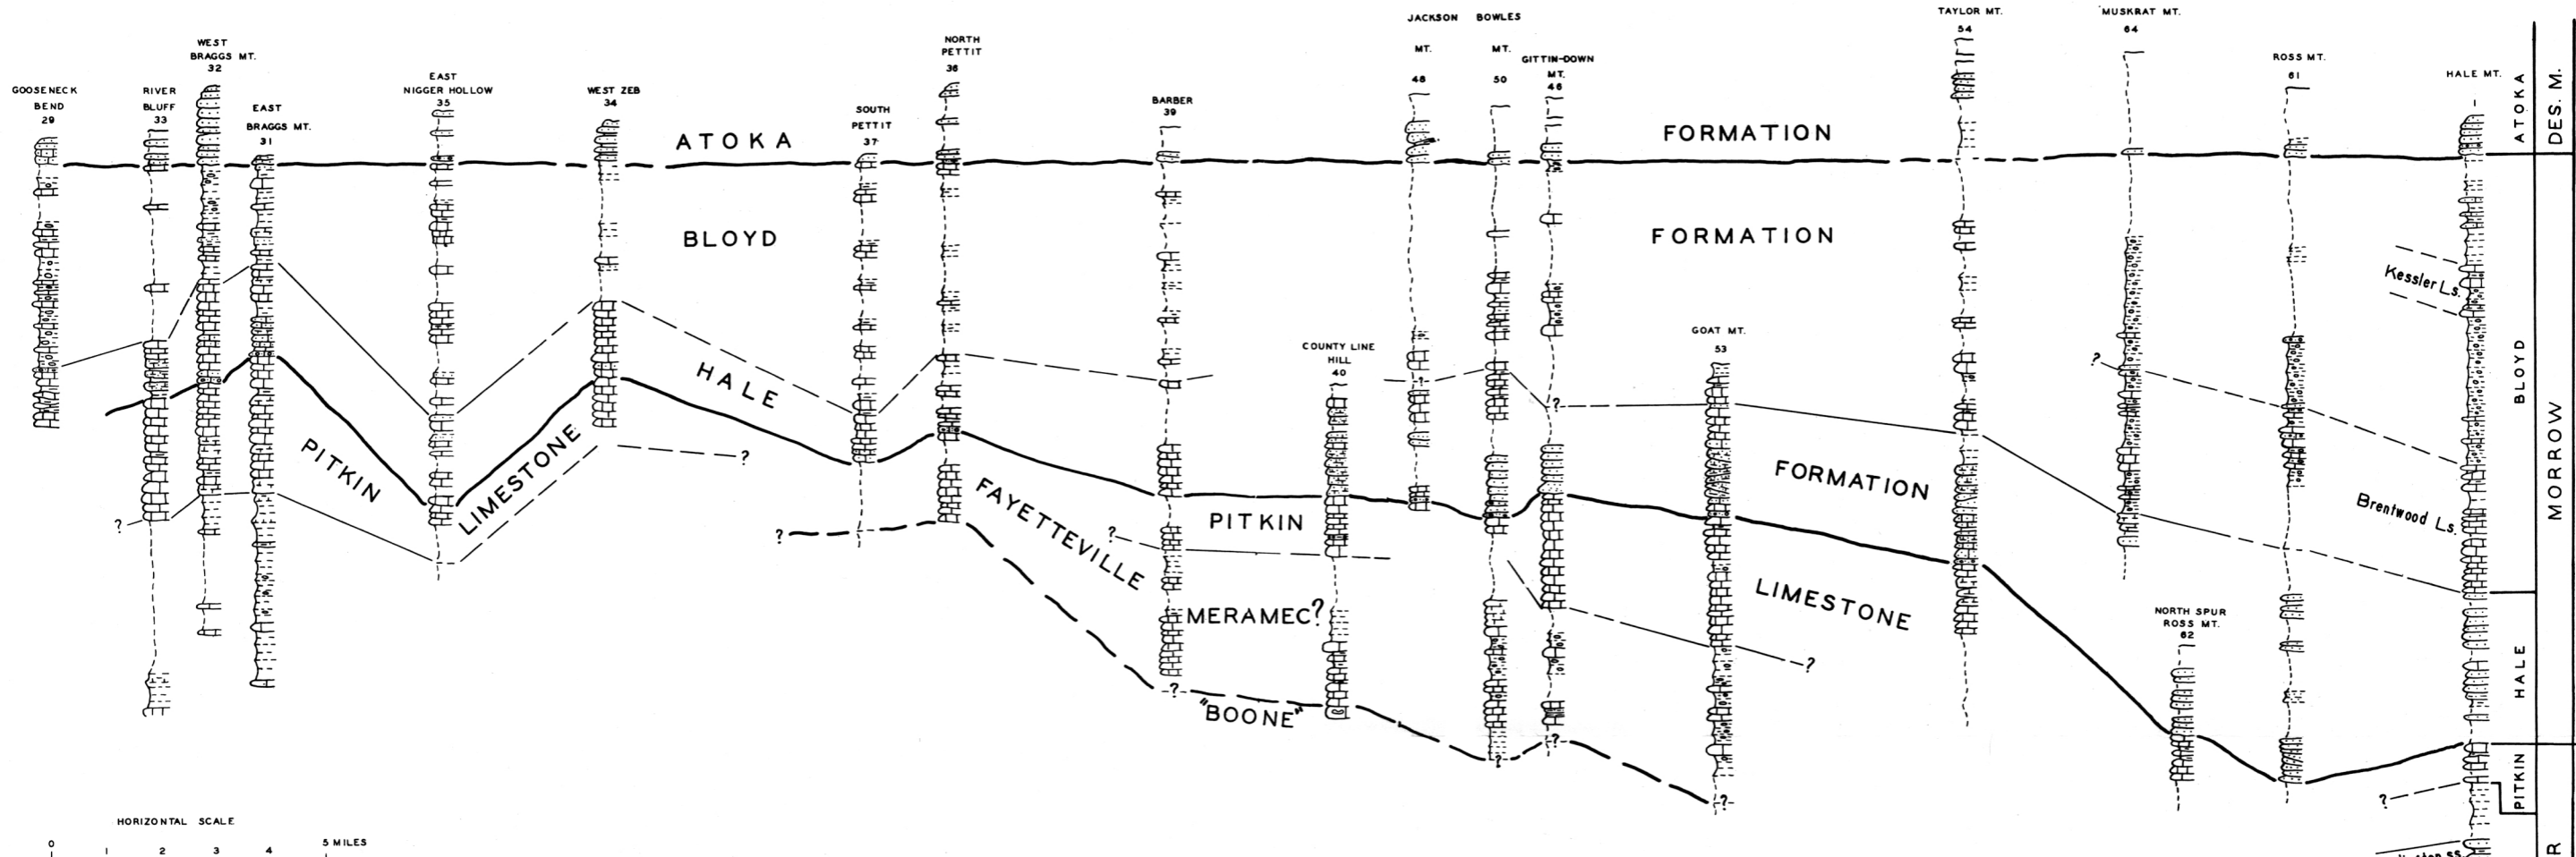 GOOSENECK
BEND
29
RIVER
BLUFF
33
WEST
BRAGGS MT.
32
EAST
BRAGGS MT.
31
EAST
NIGGER HOLLOW
35
WEST ZEB
34
SOUTH
PETTIT
37
NORTH
PETTIT
36
BARBER
39
COUNTY LINE
HILL
40
JACKSON
MT.
48
BOWLES
MT.
50
GITTIN-DOWN
MT.
46
GOAT MT.
53
TAYLOR MT.
54
MUSKRAT MT.
64
NORTH SPUR
ROSS MT.
62
ROSS MT.
61
HALE MT.
ATOKA FORMATION
BLOYD FORMATION
HALE FORMATION
PITKIN LIMESTONE
PITKIN LIMESTONE
FAYETTEVILLE
MERAMEC?
"BOONE"
Kessler Ls.
Brentwood Ls.
?
?
?
?
?
?
?
?
?
?
?
?
?
?
ATOKA
DES. M.
BLOYD
MORROW
HALE
PITKIN
R
HORIZONTAL SCALE
0 1 2 3 4 5 MILES